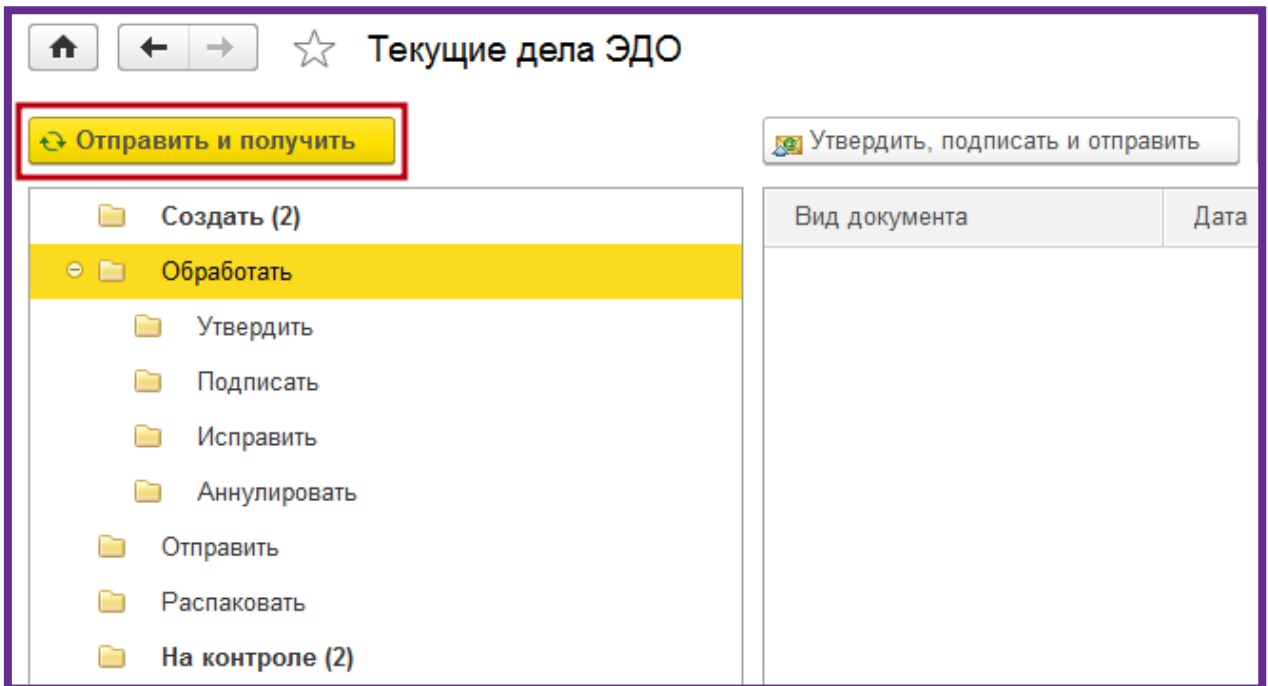 Текущие дела ЭДО
Отправить и получить
Утвердить, подписать и отправить
Создать (2)
Вид документа
Дата
Обработать
Утвердить
Подписать
Исправить
Аннулировать
Отправить
Распаковать
На контроле (2)